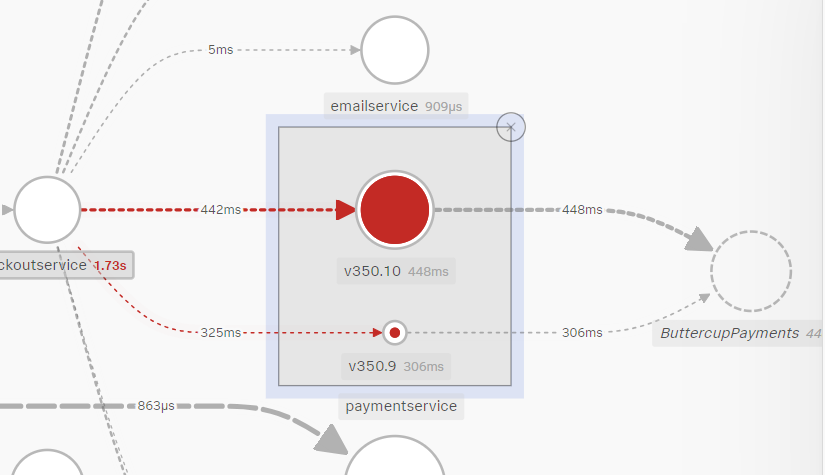 5ms
emailservice 909µs
442ms
448ms
ckoutservice 1.73s
v350.10 448ms
325ms
306ms
ButtercupPayments 44
v350.9 306ms
863µs
paymentservice